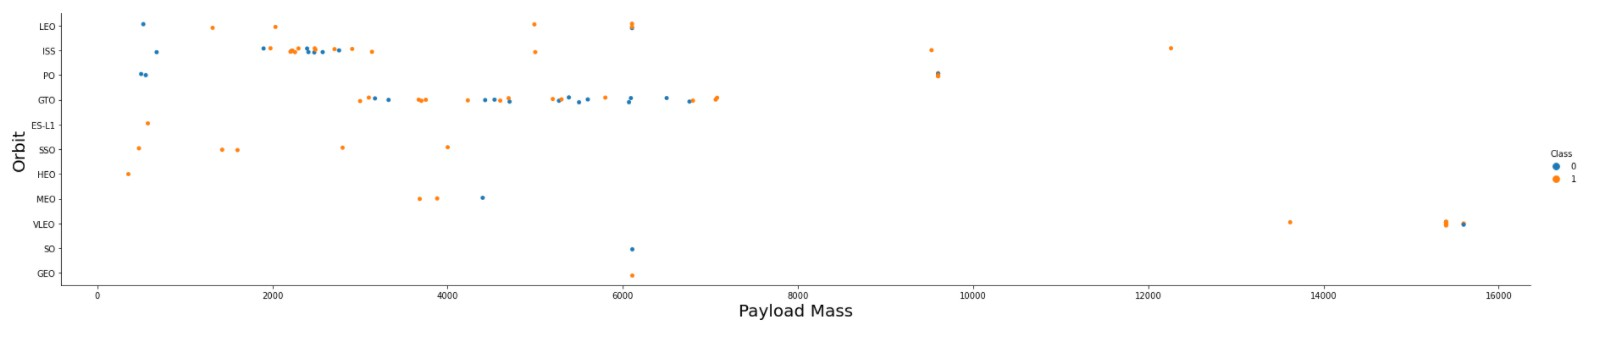 LEO
ISS
PO
GTO
ES-L1
SSO
HEO
MEO
VLEO
SO
GEO
Orbit
0 2000 4000 6000 8000 10000 12000 14000 16000
Payload Mass
Class
0
1